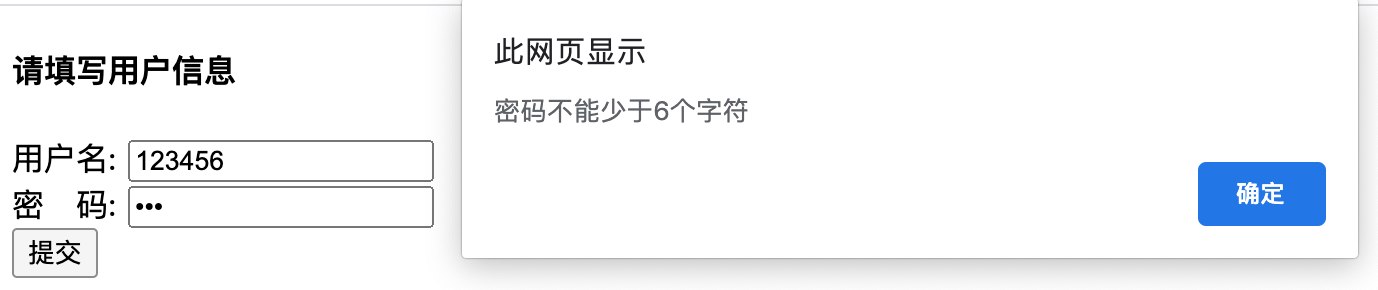 此网页显示
请填写用户信息
密码不能少于6个字符
用户名: 123456
确定
密　码: •••
提交